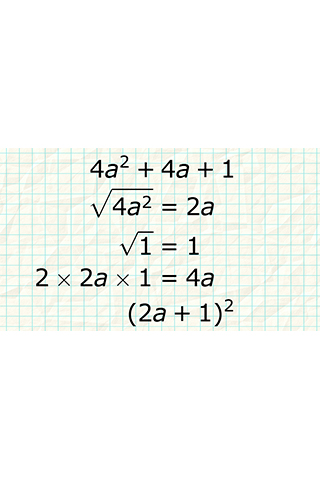 4a² + 4a + 1
√4a² = 2a
√1 = 1
2 × 2a × 1 = 4a
(2a + 1)²